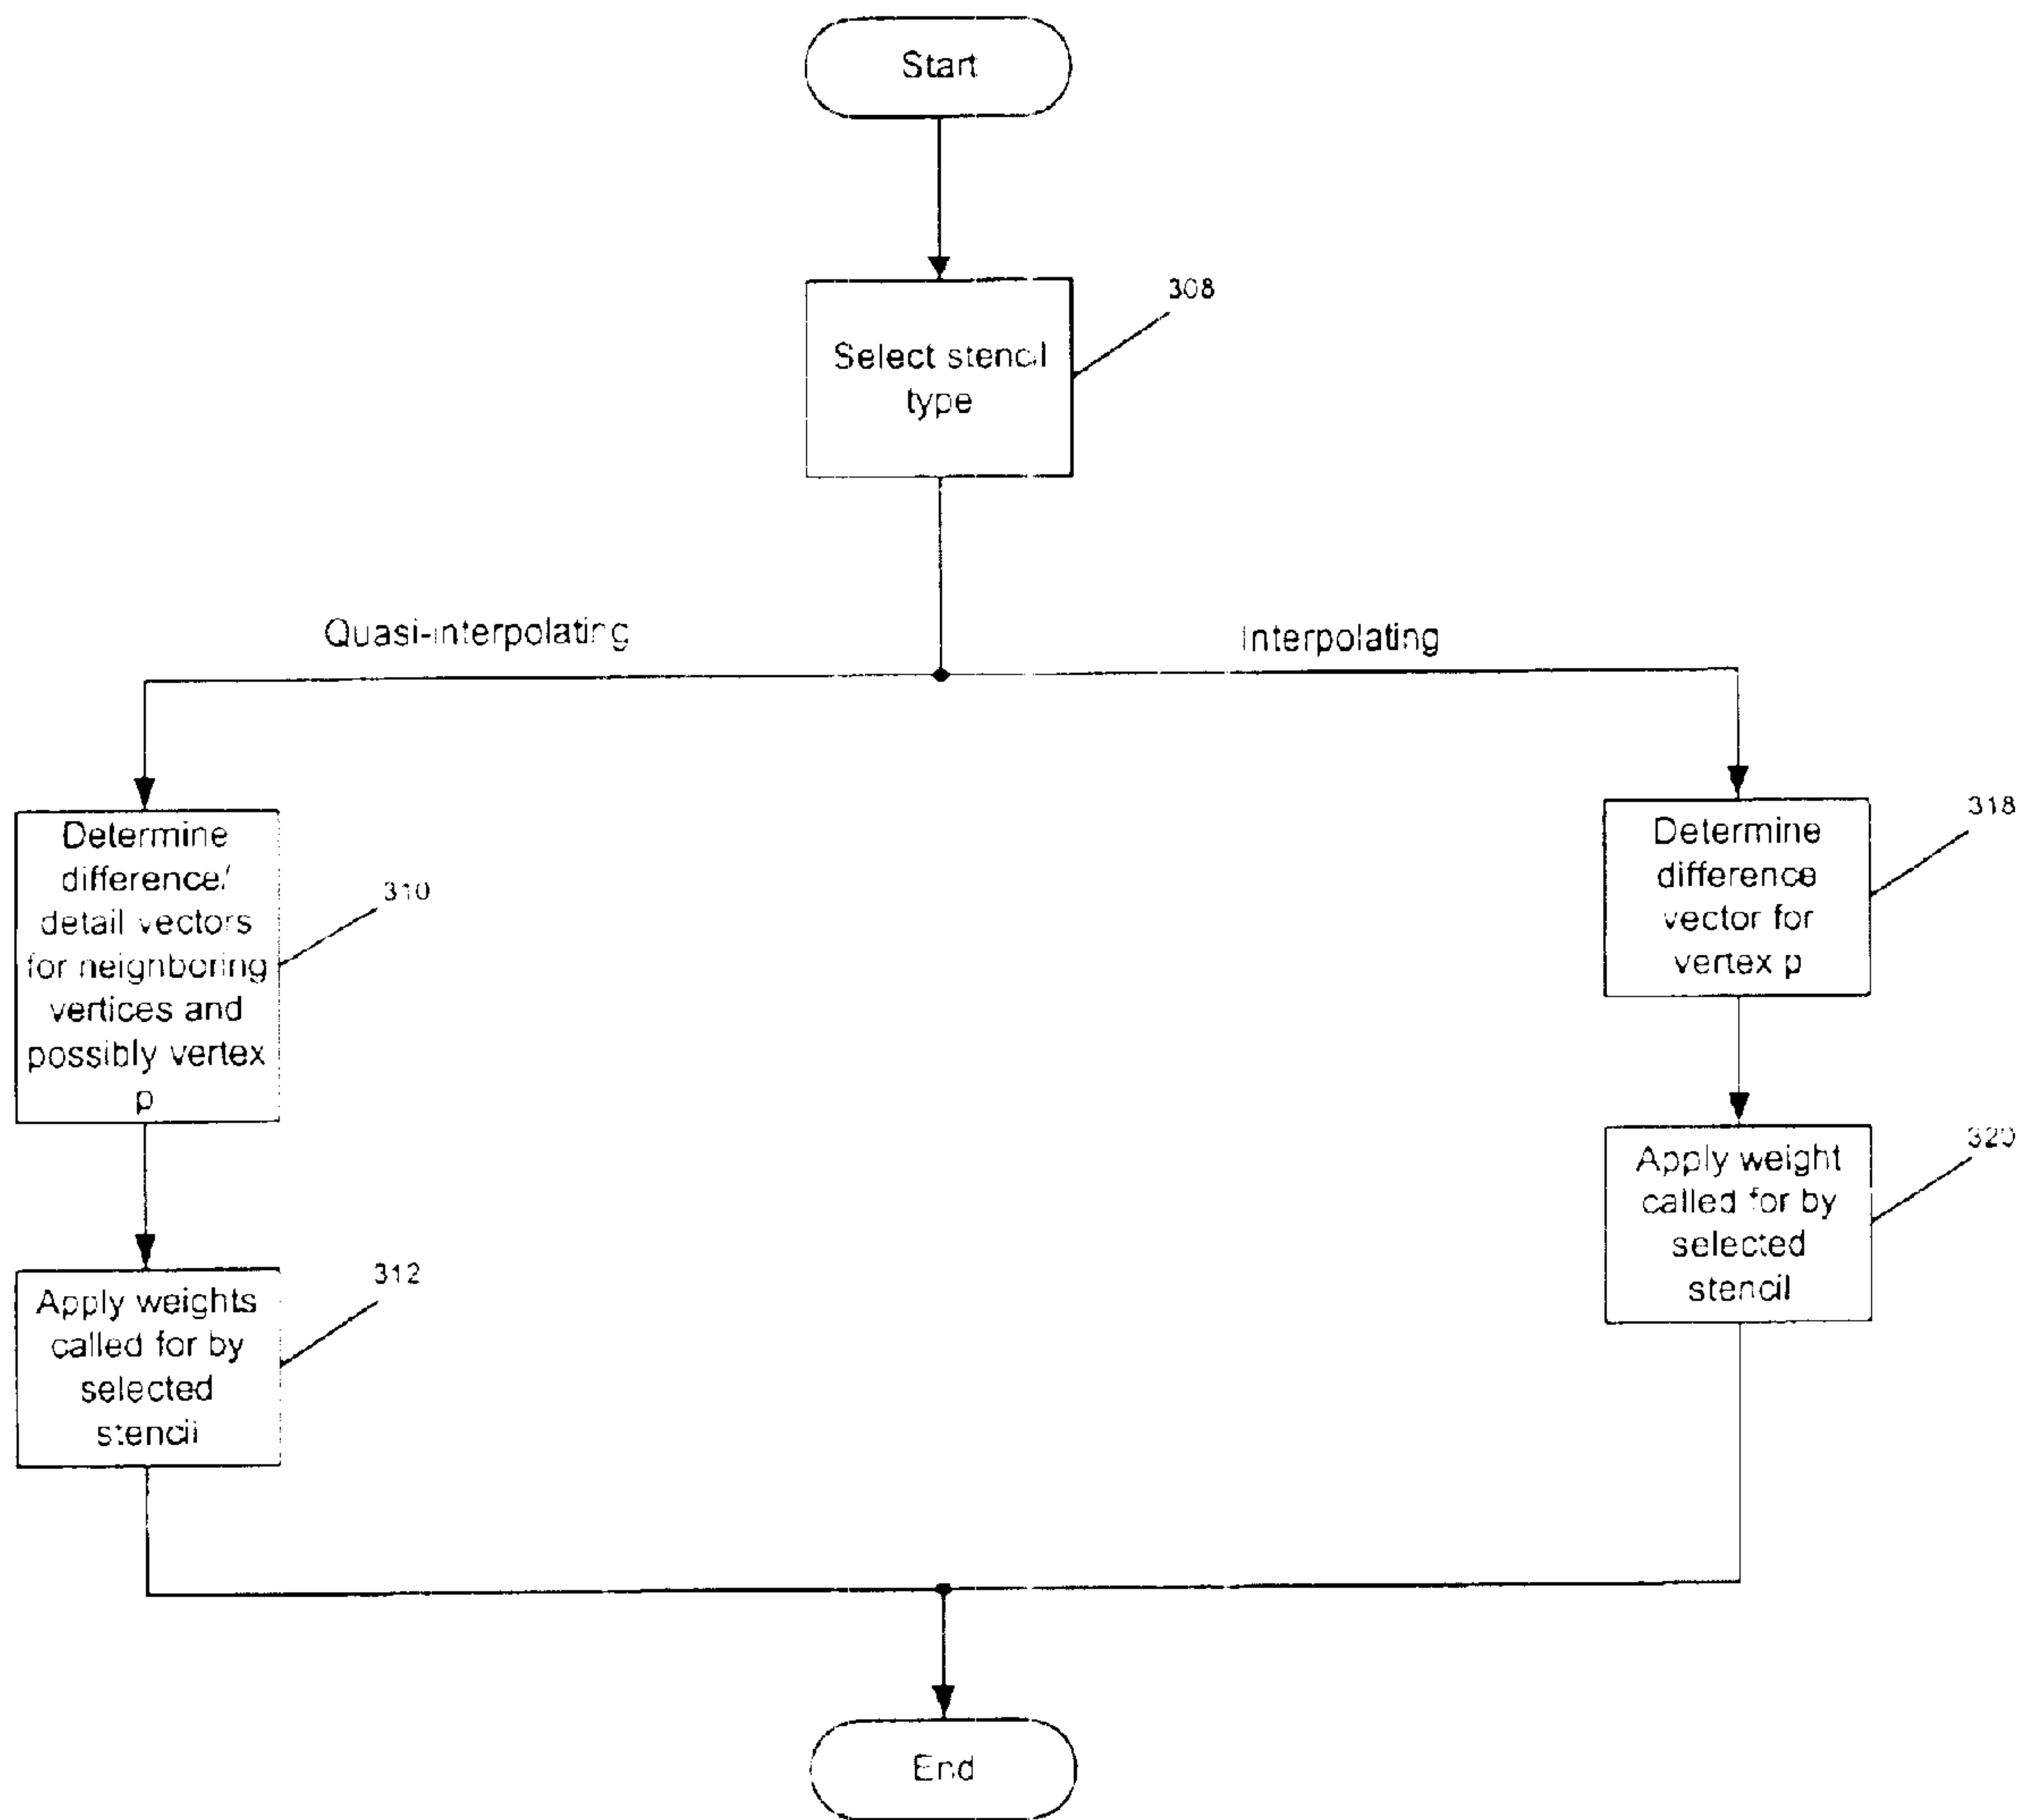 Start
308
Select stencil
type
Quasi-interpolating
Interpolating
Determine
difference/
detail vectors
for neighboring
vertices and
possibly vertex
p
310
318
Determine
difference
vector for
vertex p
Apply weights
called for by
selected
stencil
312
320
Apply weight
called for by
selected
stencil
End